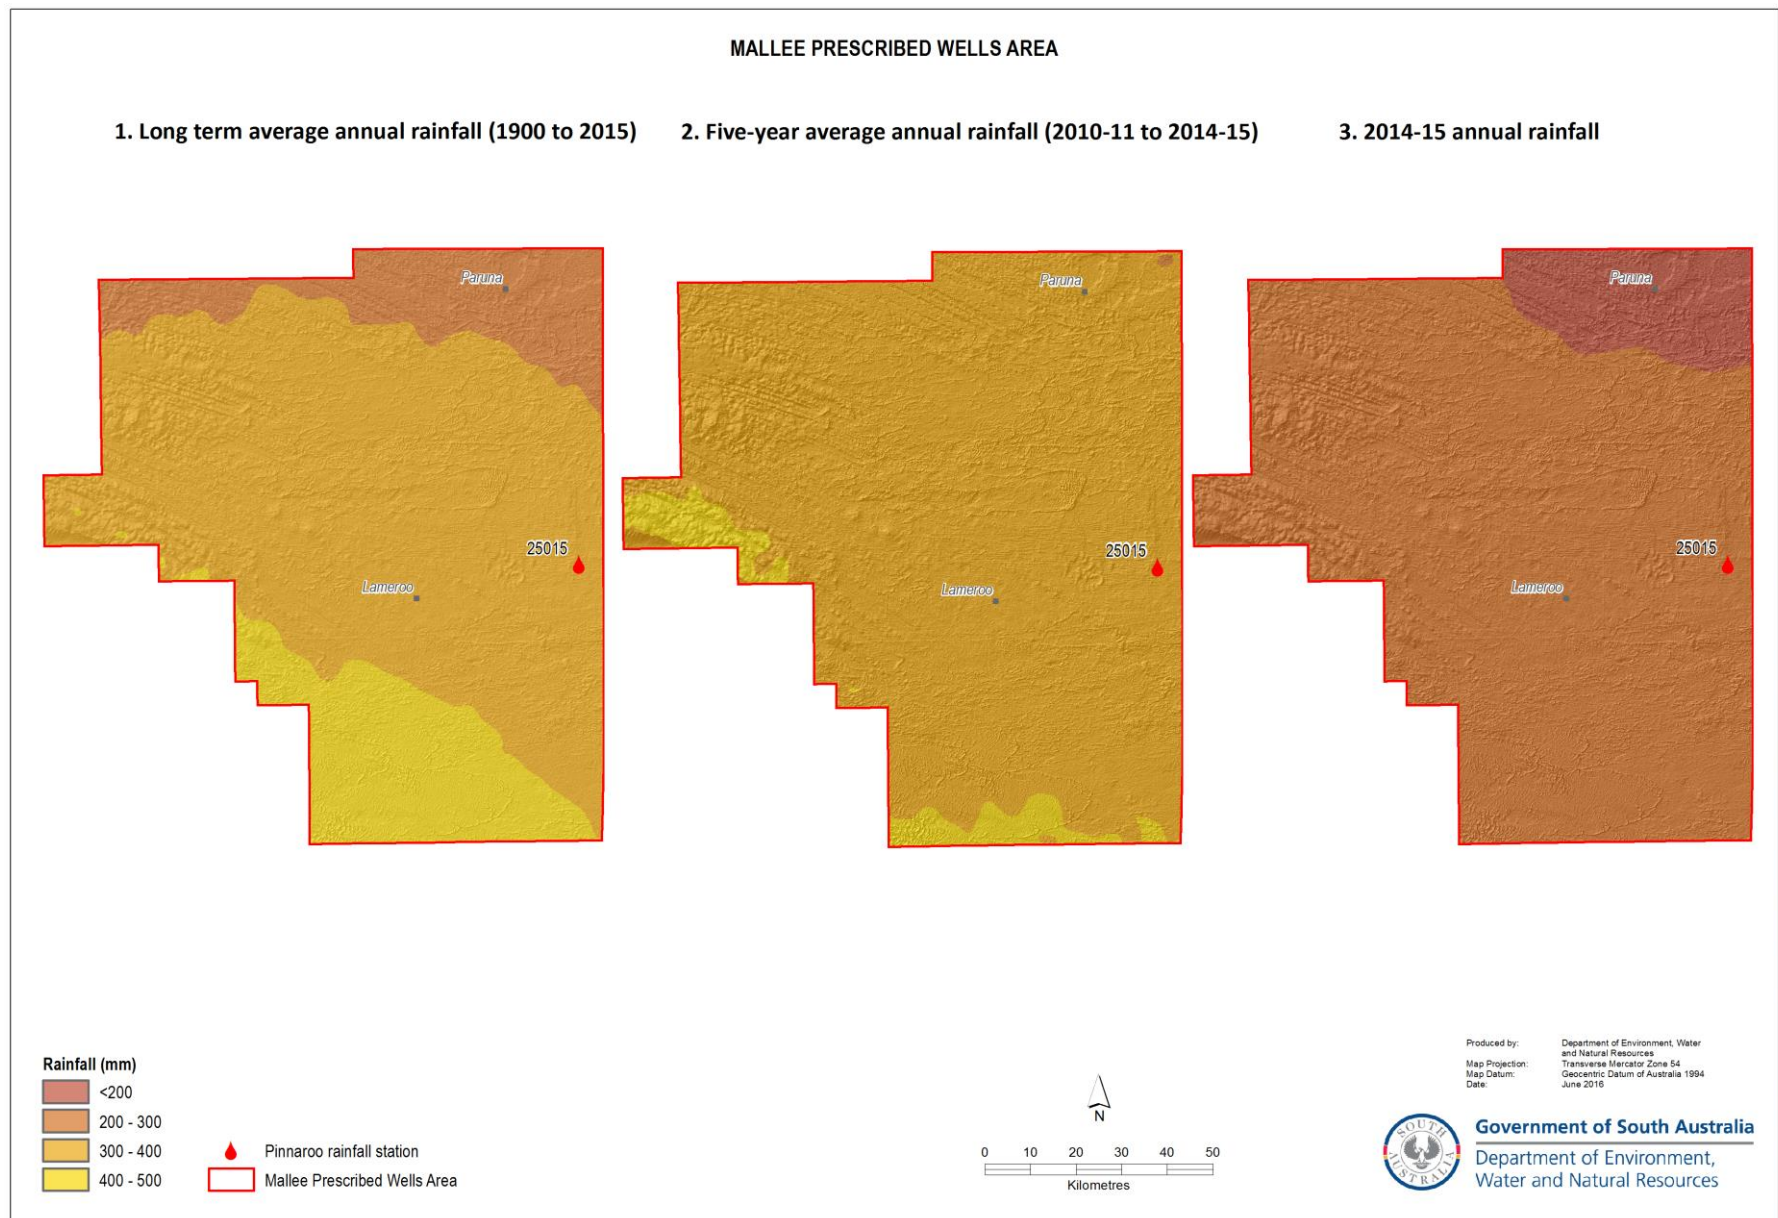 MALLEE PRESCRIBED WELLS AREA
1. Long term average annual rainfall (1900 to 2015)
2. Five-year average annual rainfall (2010-11 to 2014-15)
3. 2014-15 annual rainfall
Paruna
25015
Lameroo
Paruna
25015
Lameroo
Paruna
25015
Lameroo
Rainfall (mm)
<200
200 - 300
300 - 400
400 - 500
Pinnaroo rainfall station
Mallee Prescribed Wells Area
N
0 10 20 30 40 50
Kilometres
Produced by: Department of Environment, Water
and Natural Resources
Map Projection: Transverse Mercator Zone 54
Map Datum: Geocentric Datum of Australia 1994
Date: June 2016
SOUTH
AUSTRALIA
Government of South Australia
Department of Environment,
Water and Natural Resources